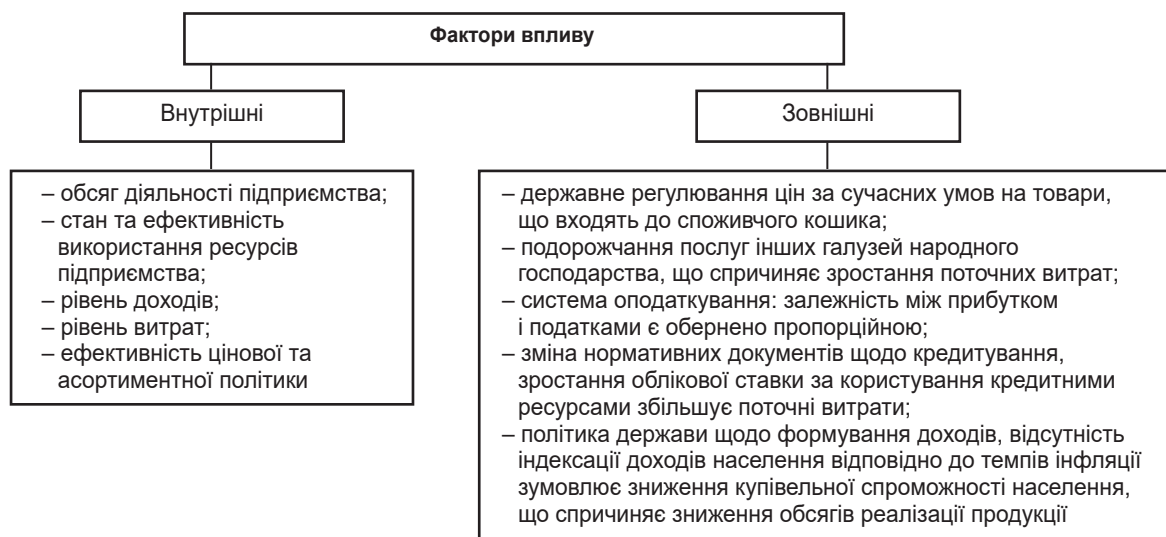 Фактори впливу
Внутрішні
Зовнішні
– обсяг діяльності підприємства;
– стан та ефективність
використання ресурсів
підприємства;
– рівень доходів;
– рівень витрат;
– ефективність цінової та
асортиментної політики
– державне регулювання цін за сучасних умов на товари,
що входять до споживчого кошика;
– подорожчання послуг інших галузей народного
господарства, що спричиняє зростання поточних витрат;
– система оподаткування: залежність між прибутком
і податками є обернено пропорційною;
– зміна нормативних документів щодо кредитування,
зростання облікової ставки за користування кредитними
ресурсами збільшує поточні витрати;
– політика держави щодо формування доходів, відсутність
індексації доходів населення відповідно до темпів інфляції
зумовлює зниження купівельної спроможності населення,
що спричиняє зниження обсягів реалізації продукції